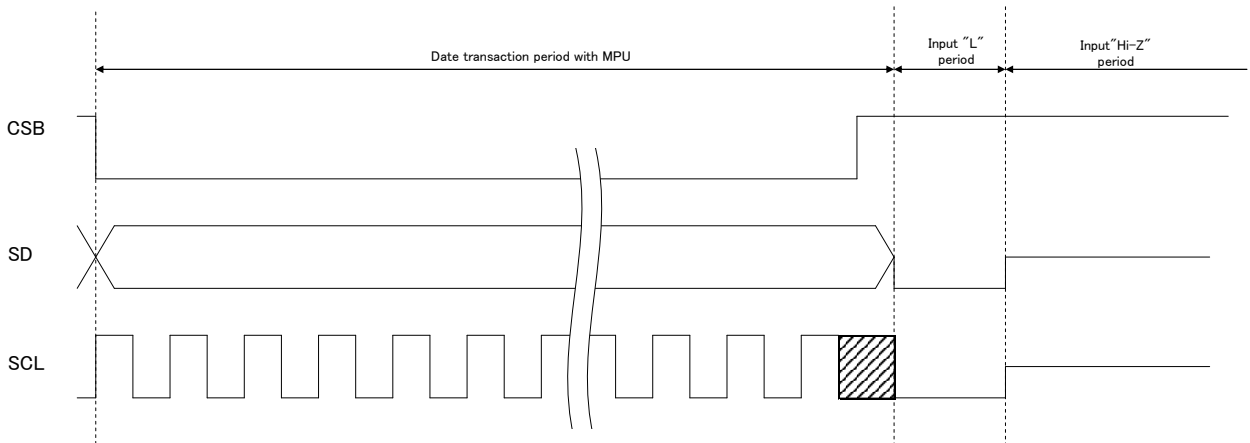 Date transaction period with MPU
Input "L"
period
Input"Hi-Z"
period
CSB
SD
SCL